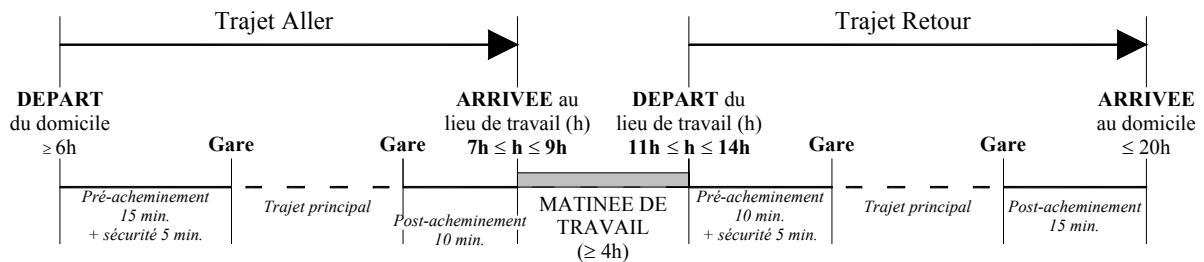 Trajet Aller
Trajet Retour
DEPART
du domicile
≥ 6h
ARRIVEE au
lieu de travail (h)
7h ≤ h ≤ 9h
DEPART du
lieu de travail (h)
11h ≤ h ≤ 14h
ARRIVEE
au domicile
≤ 20h
Gare
Gare
Gare
Gare
Pré-acheminement
15 min.
+ sécurité 5 min.
Trajet principal
Post-acheminement
10 min.
MATINEE DE
TRAVAIL
(≥ 4h)
Pré-acheminement
10 min.
+ sécurité 5 min.
Trajet principal
Post-acheminement
15 min.